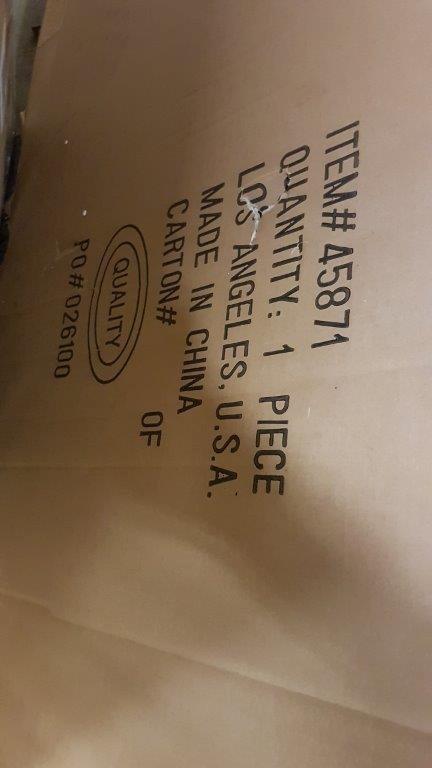 ITEM# 45871
QUANTITY: 1 PIECE
LOS ANGELES, U.S.A.
MADE IN CHINA
CARTON# OF
QUALITY
PO# 026100